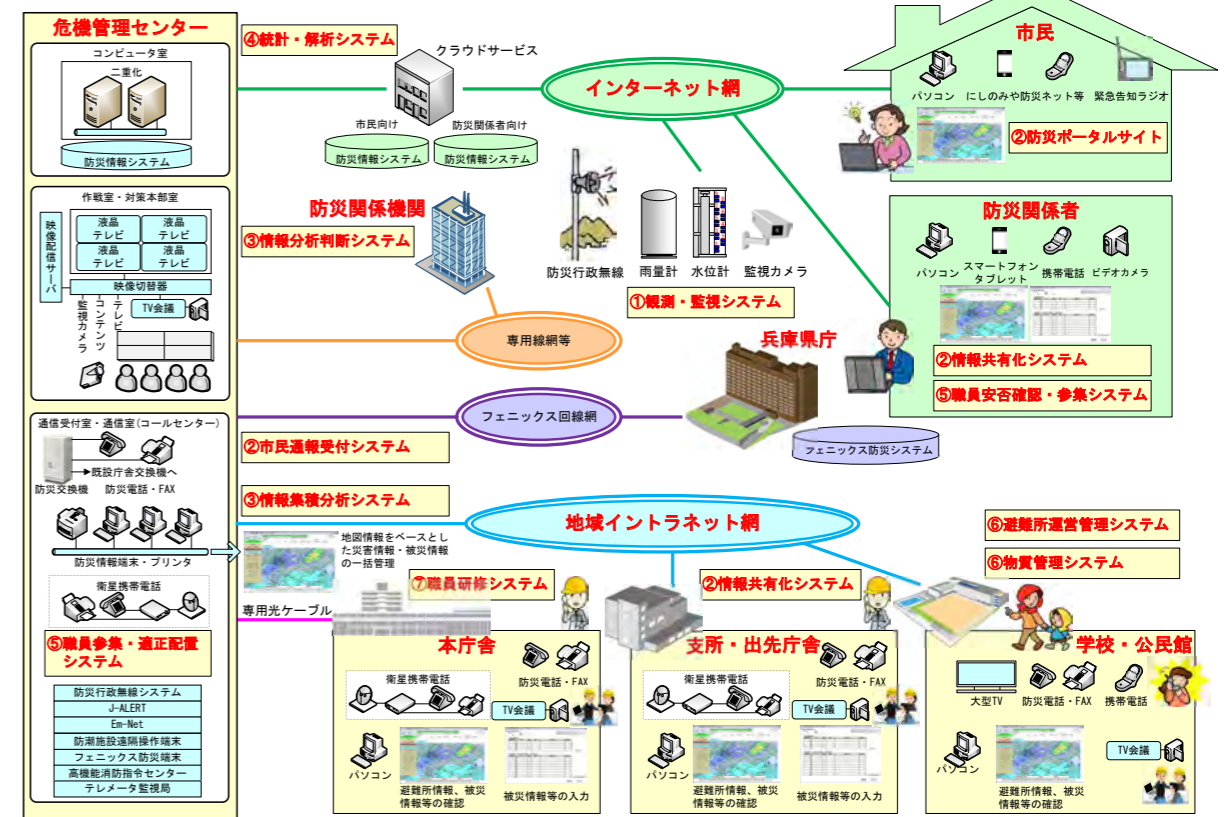 危機管理センター
コンピュータ室
二重化
防災情報システム
作戦室・対策本部室
映像配信サーバ
液晶
テレビ
液晶
テレビ
液晶
テレビ
液晶
テレビ
映像切替器
監視カメラ
コンテンツ
テレビ
TV会議
通信受付室・通信室(コールセンター)
既設庁舎交換機へ
防災交換機
防災電話・FAX
防災情報端末・プリンタ
衛星携帯電話
⑤職員参集・適正配置
システム
防災行政無線システム
J-ALERT
Em-Net
防潮施設遠隔操作端末
フェニックス防災端末
高機能消防指令センター
テレメータ監視局
④統計・解析システム
クラウドサービス
市民向け
防災情報システム
防災関係者向け
防災情報システム
インターネット網
防災関係機関
③情報分析判断システム
防災行政無線
雨量計
水位計
監視カメラ
①観測・監視システム
専用線網等
兵庫県庁
フェニックス回線網
フェニックス防災システム
②市民通報受付システム
③情報集積分析システム
地域イントラネット網
地図情報をベースとし
た災害情報・被災情報
の一括管理
専用光ケーブル
市民
パソコン
にしのみや防災ネット等
緊急告知ラジオ
②防災ポータルサイト
防災関係者
パソコン
スマートフォン
タブレット
携帯電話
ビデオカメラ
②情報共有化システム
⑤職員安否確認・参集システム
⑥避難所運営管理システム
⑥物質管理システム
⑦職員研修システム
本庁舎
防災電話・FAX
衛星携帯電話
TV会議
パソコン
避難所情報、被災
情報等の確認
被災情報等の入力
②情報共有化システム
支所・出先庁舎
防災電話・FAX
衛星携帯電話
TV会議
パソコン
避難所情報、被災
情報等の確認
被災情報等の入力
学校・公民館
大型TV
防災電話・FAX
携帯電話
TV会議
パソコン
避難所情報、被災
情報等の確認